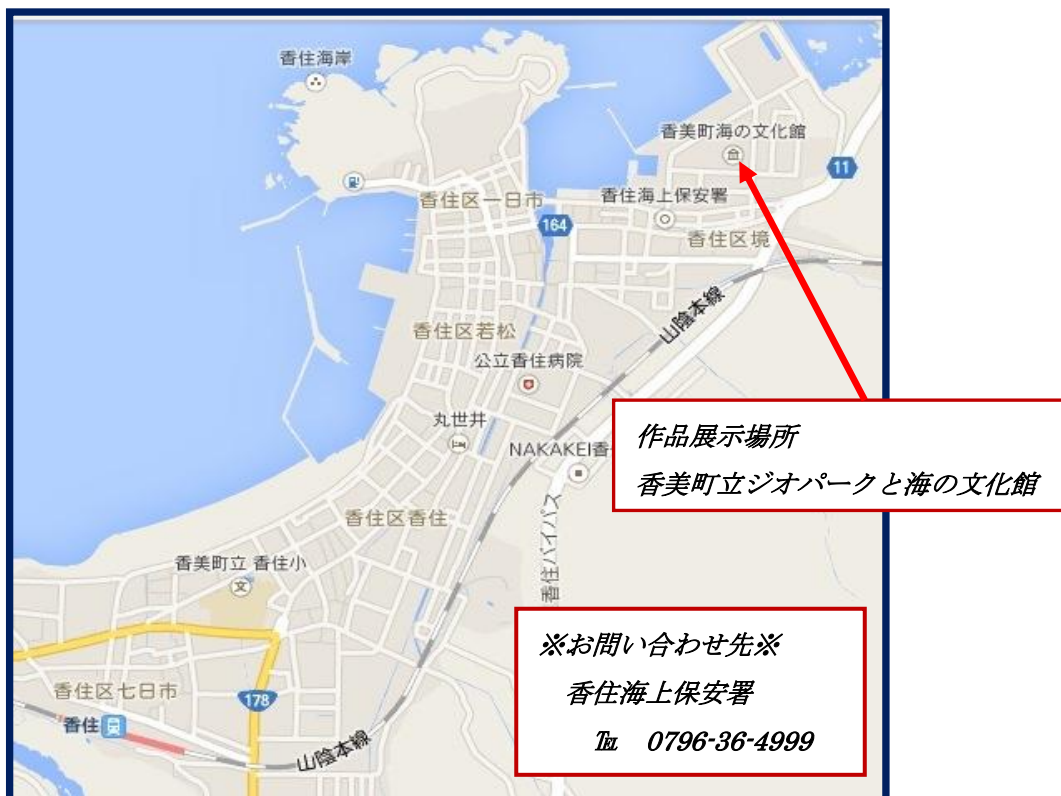 香住海岸
香美町海の文化館
11
香住区一日市
香住海上保安署
164
香住区境
山陰本線
香住区若松
公立香住病院
丸世井
NAKAKEI香
作品展示場所
香美町立ジオパークと海の文化館
香住区香住
香住バイパス
香美町立 香住小
※お問い合わせ先※
香住海上保安署
℡ 0796-36-4999
香住区七日市
178
香住
山陰本線